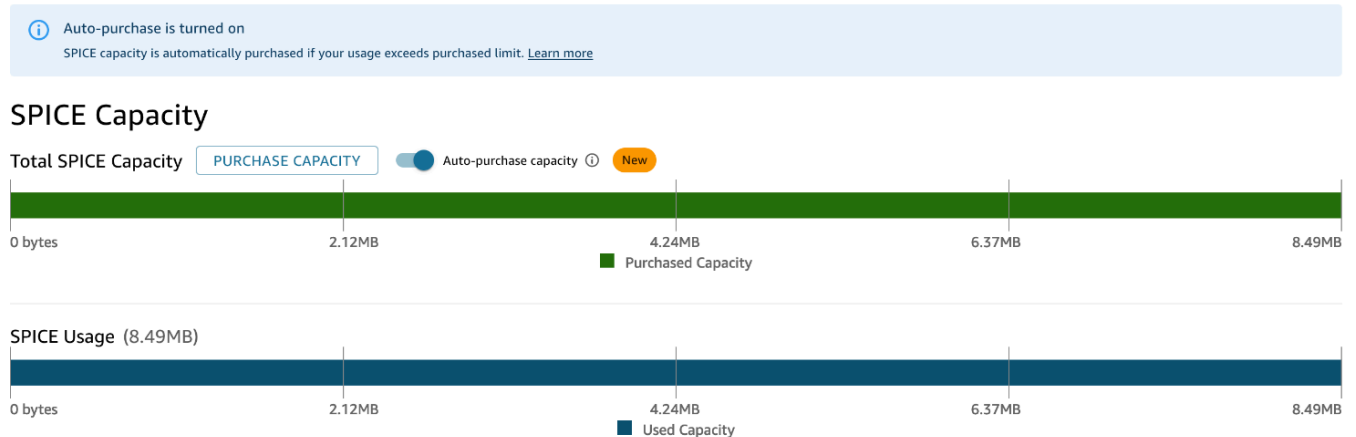 Auto-purchase is turned on
SPICE capacity is automatically purchased if your usage exceeds purchased limit. Learn more
SPICE Capacity
Total SPICE Capacity PURCHASE CAPACITY Auto-purchase capacity New
0 bytes 2.12MB 4.24MB 6.37MB 8.49MB
Purchased Capacity
SPICE Usage (8.49MB)
0 bytes 2.12MB 4.24MB 6.37MB 8.49MB
Used Capacity